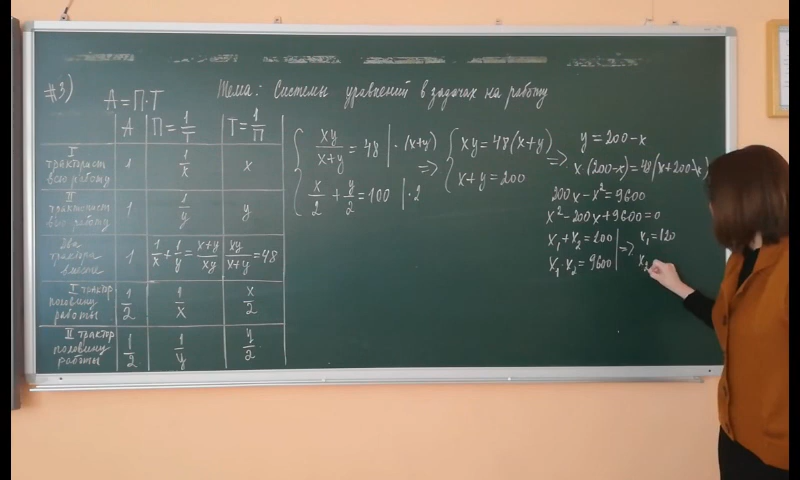 #3) Тема: Системы уравнений в задачах на работу
A=П·T
A П=1/T T=1/П
I тракторист всю работу 1 1/x x
II тракторист всю работу 1 1/y y
Два трактора вместе 1 1/x+1/y=x+y/xy xy/x+y=48
I трактор половину работы 1/2 1/x x/2
II трактор половину работы 1/2 1/y y/2
{ xy/x+y=48 | ·(x+y)
x/2+y/2=100 | ·2
=> { xy=48(x+y)
x+y=200
=> y=200-x
x·(200-x)=48(x+200-x)
200x-x²=9600
x²-200x+9600=0
x₁+x₂=200 | => x₁=120
x₁·x₂=9600 | x₂